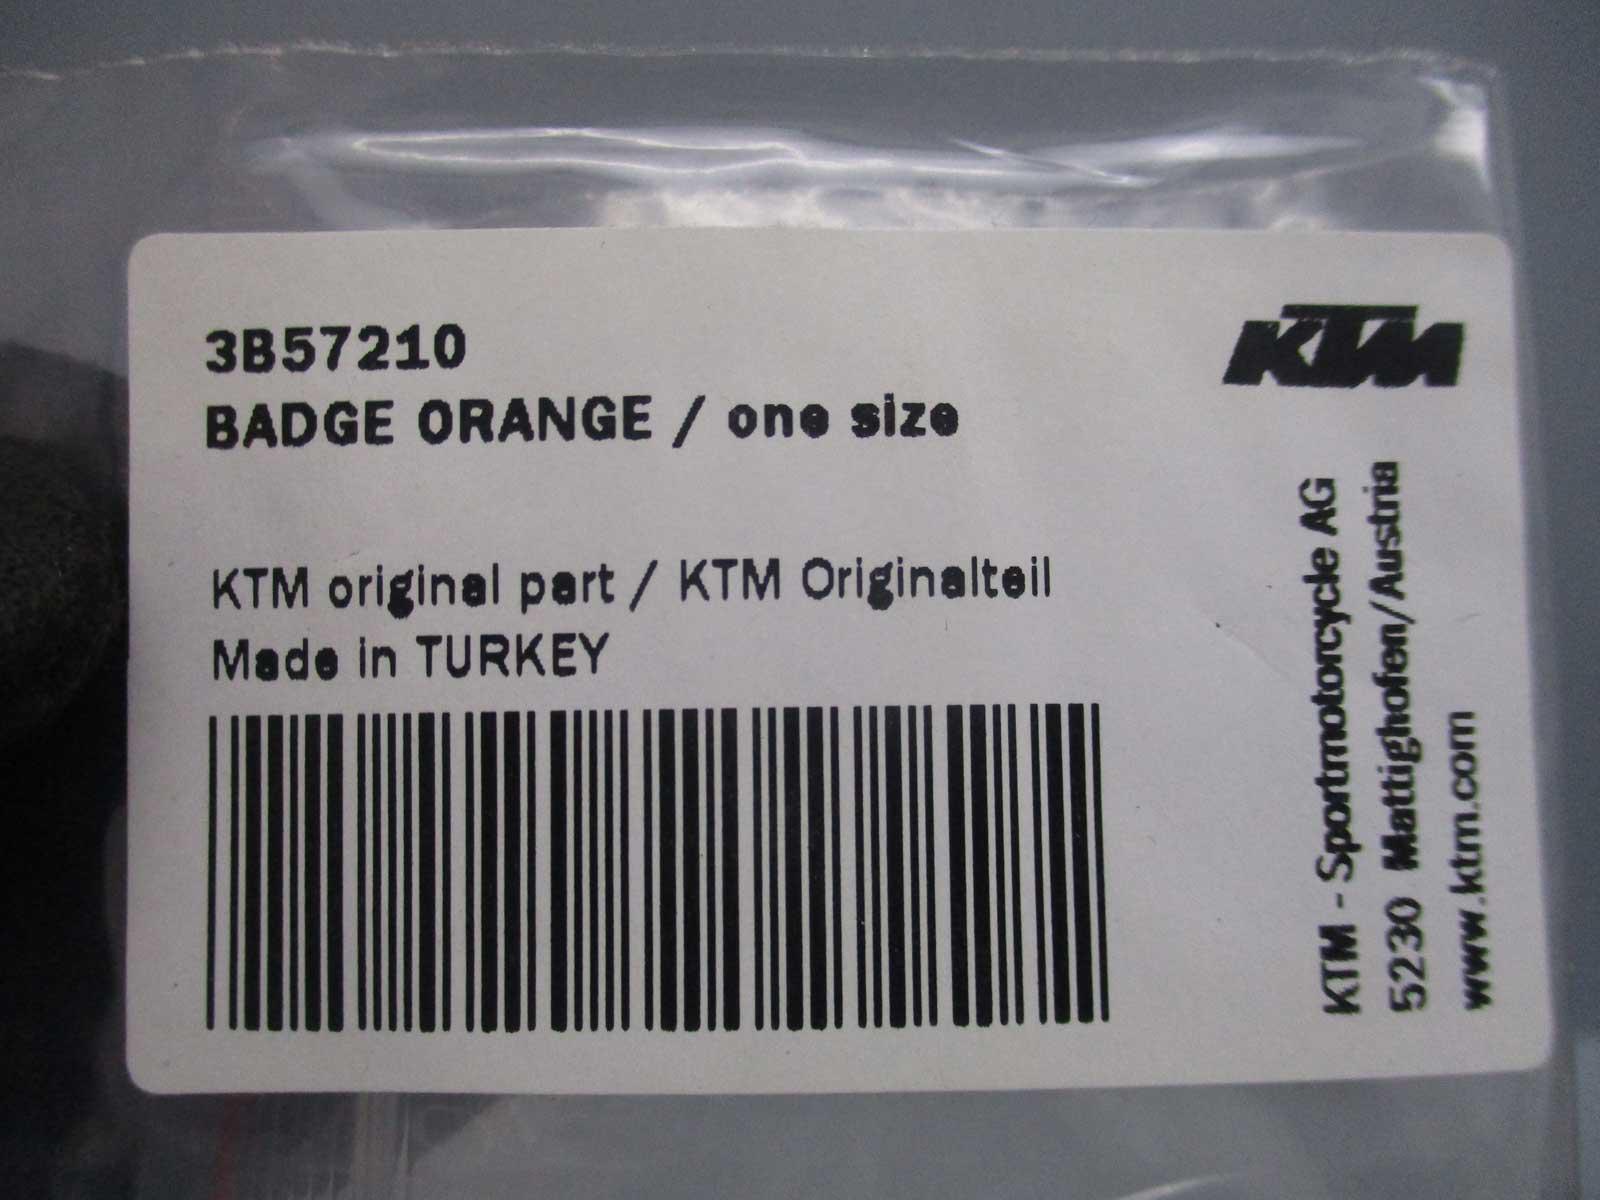 3B57210
BADGE ORANGE / one size
KTM original part / KTM Originalteil
Made in TURKEY
KTM
KTM - Sportmotorcycle AG
5230 Mattighofen/Austria
www.ktm.com